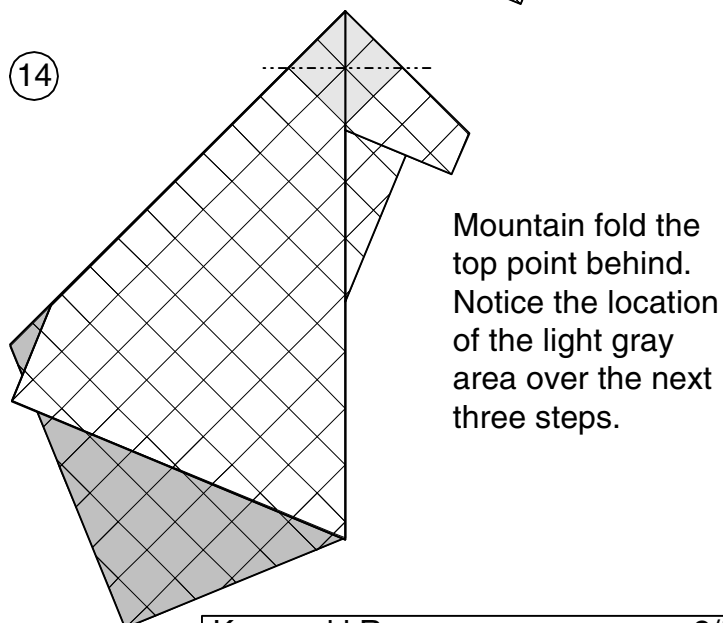 14
Mountain fold the
top point behind.
Notice the location
of the light gray
area over the next
three steps.